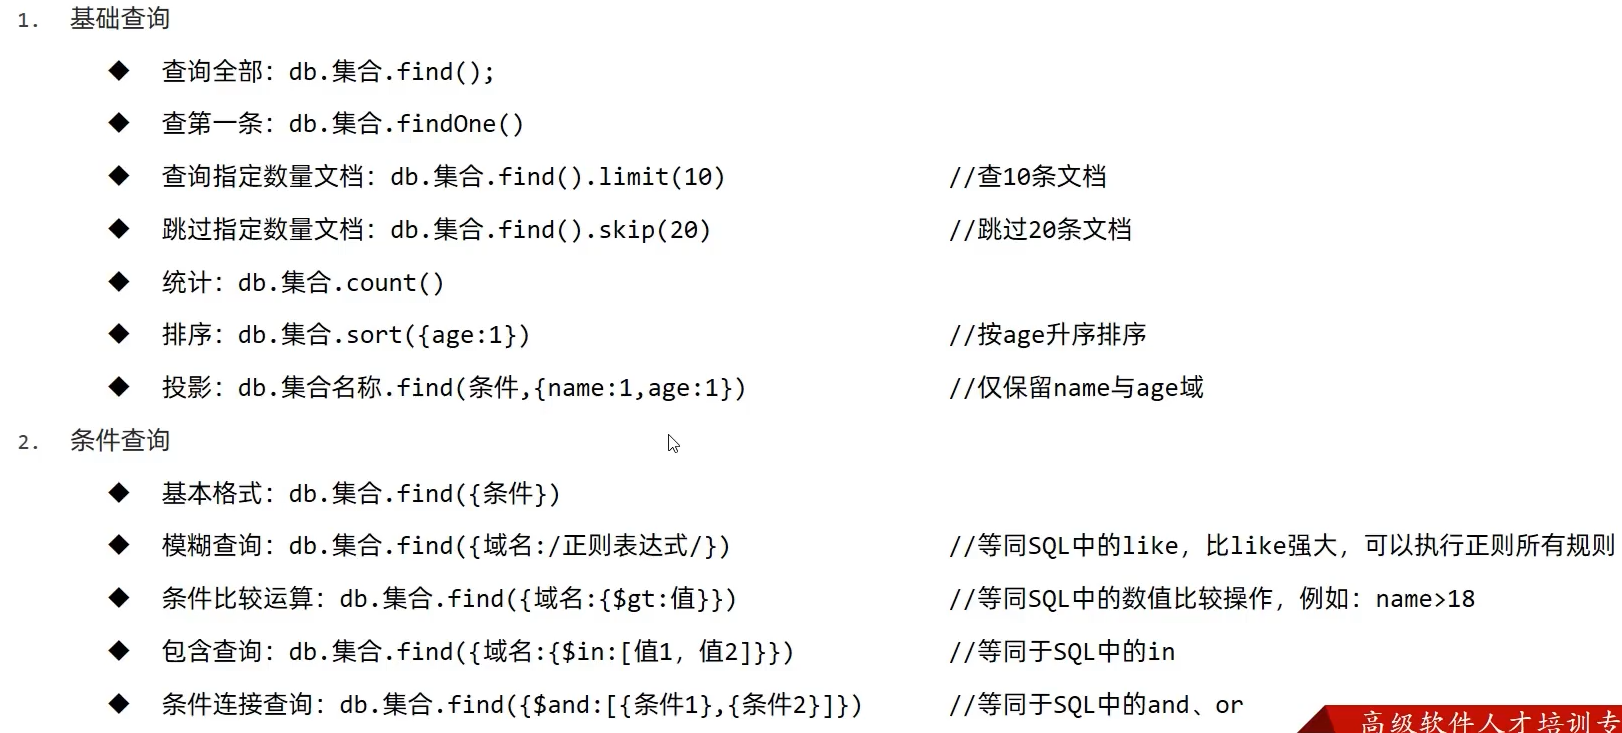 1. 基础查询
◆ 查询全部：db.集合.find();
◆ 查第一条：db.集合.findOne()
◆ 查询指定数量文档：db.集合.find().limit(10) //查10条文档
◆ 跳过指定数量文档：db.集合.find().skip(20) //跳过20条文档
◆ 统计：db.集合.count()
◆ 排序：db.集合.sort({age:1}) //按age升序排序
◆ 投影：db.集合名称.find(条件,{name:1,age:1}) //仅保留name与age域
2. 条件查询
◆ 基本格式：db.集合.find({条件})
◆ 模糊查询：db.集合.find({域名:/正则表达式/}) //等同SQL中的like，比like强大，可以执行正则所有规则
◆ 条件比较运算：db.集合.find({域名:{$gt:值}}) //等同SQL中的数值比较操作，例如：name>18
◆ 包含查询：db.集合.find({域名:{$in:[值1，值2]}}) //等同于SQL中的in
◆ 条件连接查询：db.集合.find({$and:[{条件1},{条件2}]}) //等同于SQL中的and、or
高级软件人才培训专